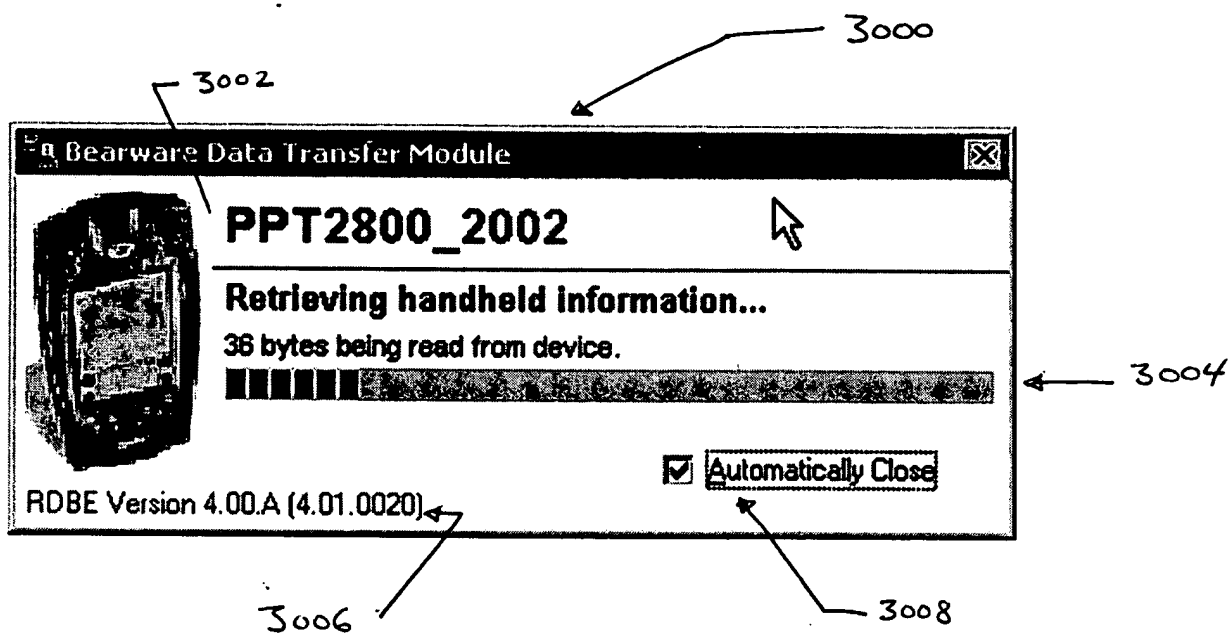 3000
3002
Bearware Data Transfer Module
PPT2800_2002
Retrieving handheld information...
36 bytes being read from device.
3004
Automatically Close
RDBE Version 4.00.A (4.01.0020)
3006
3008